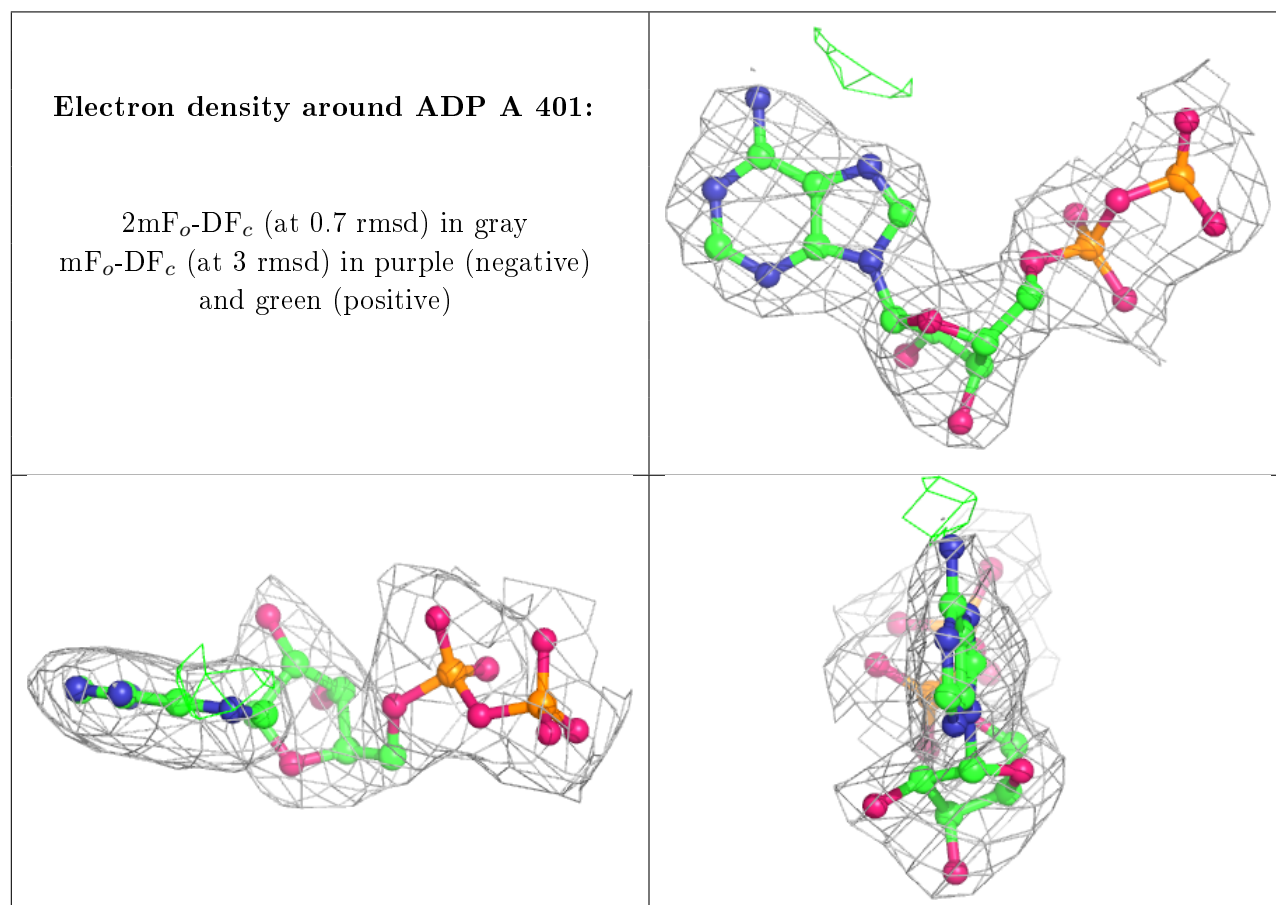 Electron density around ADP A 401:
2mFo-DFc (at 0.7 rmsd) in gray
mFo-DFc (at 3 rmsd) in purple (negative)
and green (positive)